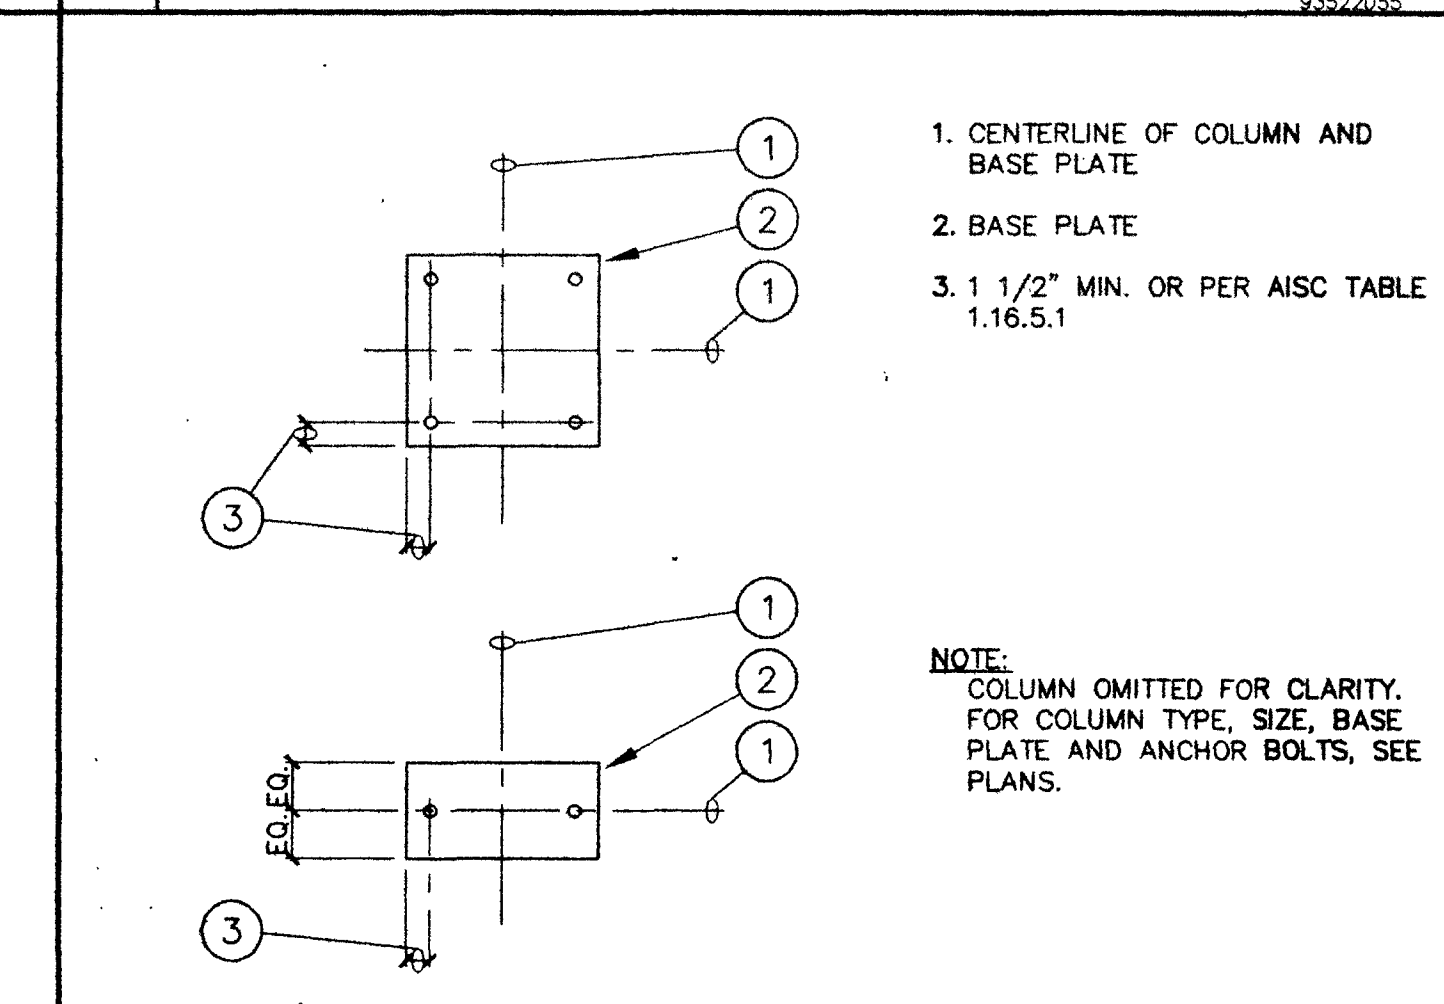 1
2
1
3
1
2
1
EQ. EQ.
3
1. CENTERLINE OF COLUMN AND
BASE PLATE
2. BASE PLATE
3. 1 1/2" MIN. OR PER AISC TABLE
1.16.5.1
NOTE:
COLUMN OMITTED FOR CLARITY.
FOR COLUMN TYPE, SIZE, BASE
PLATE AND ANCHOR BOLTS, SEE
PLANS.